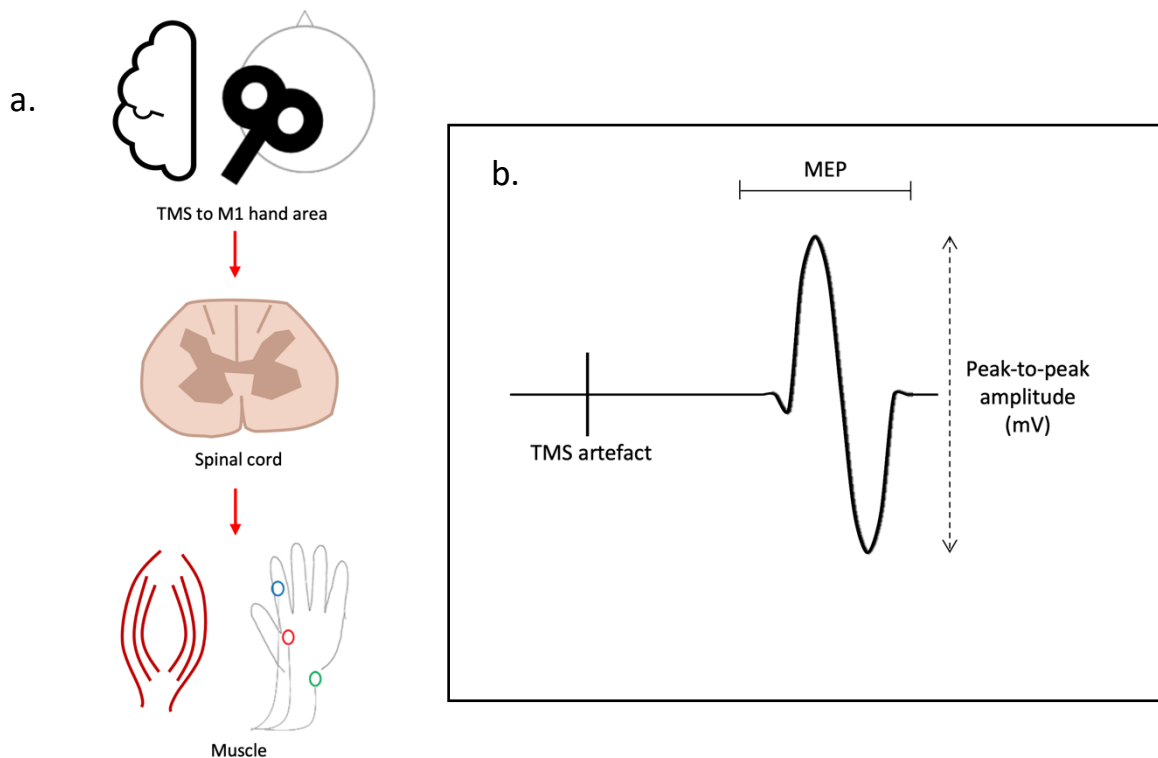 a.
TMS to M1 hand area
Spinal cord
Muscle
b.
MEP
TMS artefact
Peak-to-peak
amplitude
(mV)